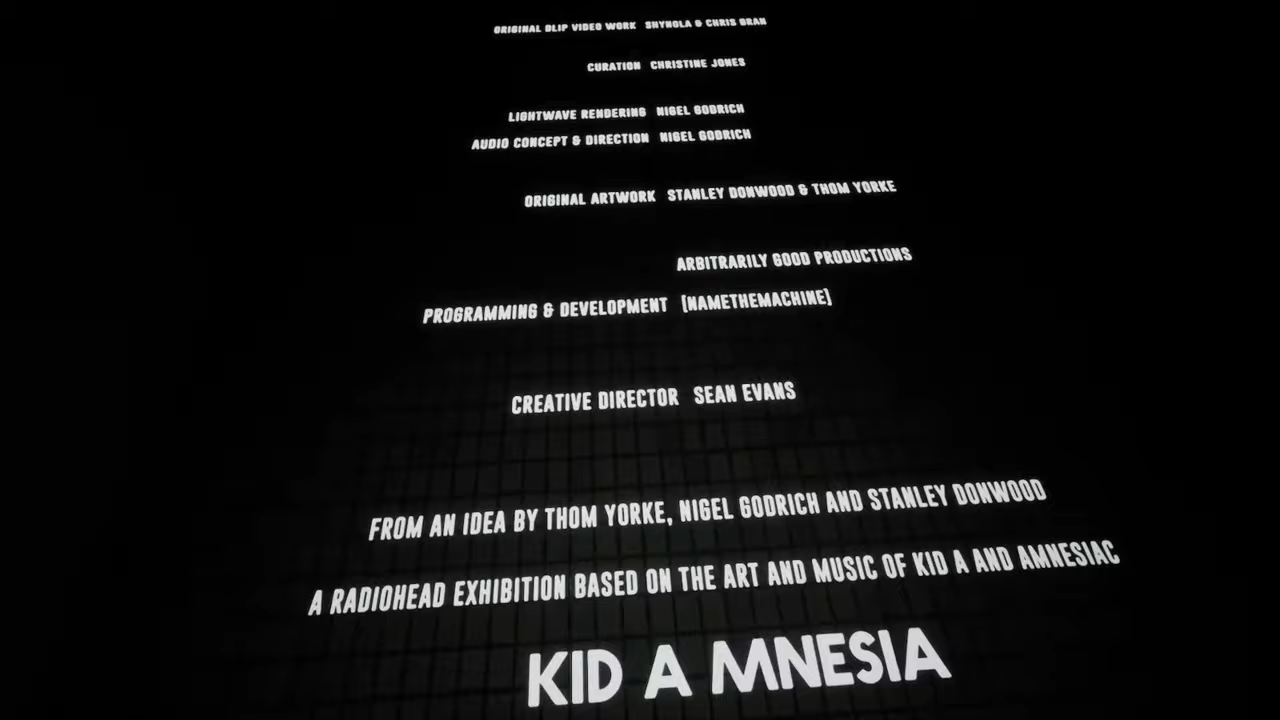 ORIGINAL BLIP VIDEO WORK SHYNOLA & CHRIS BRAN
CURATION CHRISTINE JONES
LIGHTWAVE RENDERING NIGEL GODRICH
AUDIO CONCEPT & DIRECTION NIGEL GODRICH
ORIGINAL ARTWORK STANLEY DONWOOD & THOM YORKE
ARBITRARILY GOOD PRODUCTIONS
PROGRAMMING & DEVELOPMENT [NAMETHEMACHINE]
CREATIVE DIRECTOR SEAN EVANS
FROM AN IDEA BY THOM YORKE, NIGEL GODRICH AND STANLEY DONWOOD
A RADIOHEAD EXHIBITION BASED ON THE ART AND MUSIC OF KID A AND AMNESIAC
KID A MNESIA